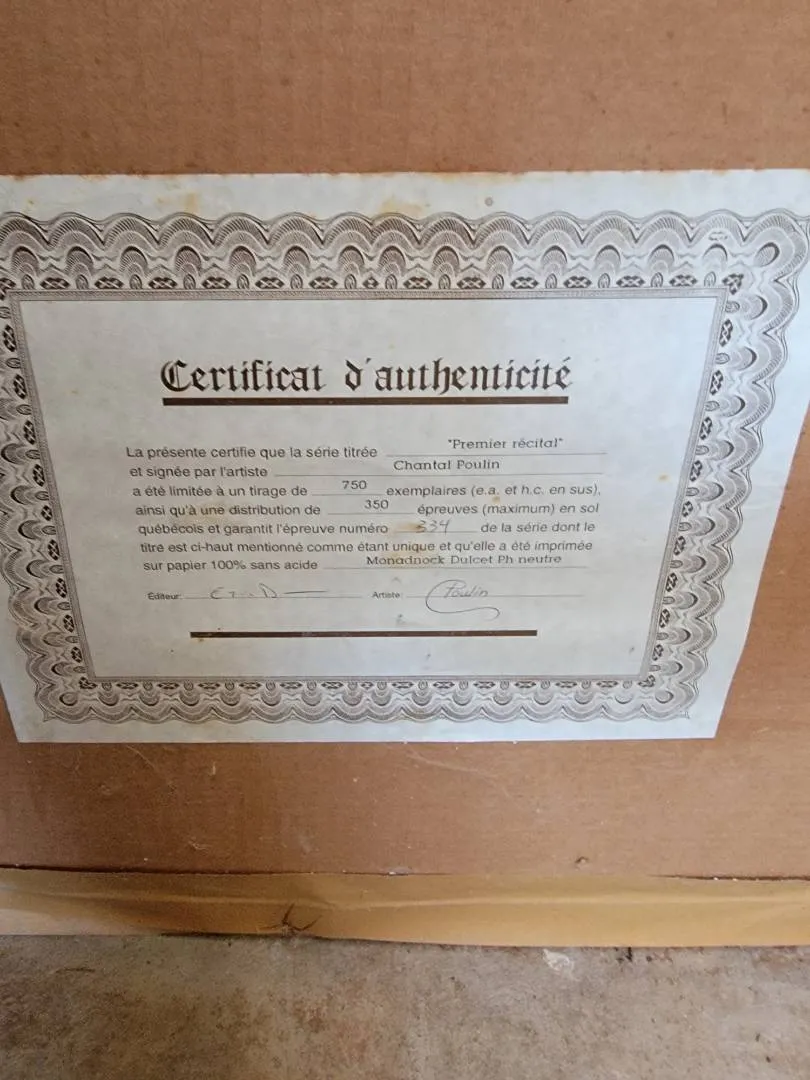 Certificat d'authenticité
La présente certifie que la série titrée "Premier récital"
et signée par l'artiste Chantal Poulin
a été limitée à un tirage de 750 exemplaires (e.a. et h.c. en sus),
ainsi qu'à une distribution de 350 épreuves (maximum) en sol
québécois et garantit l'épreuve numéro 334 de la série dont le
titre est ci-haut mentionné comme étant unique et qu'elle a été imprimée
sur papier 100% sans acide Monadnock Dulcet Ph neutre
Éditeur: Artiste: Poulin